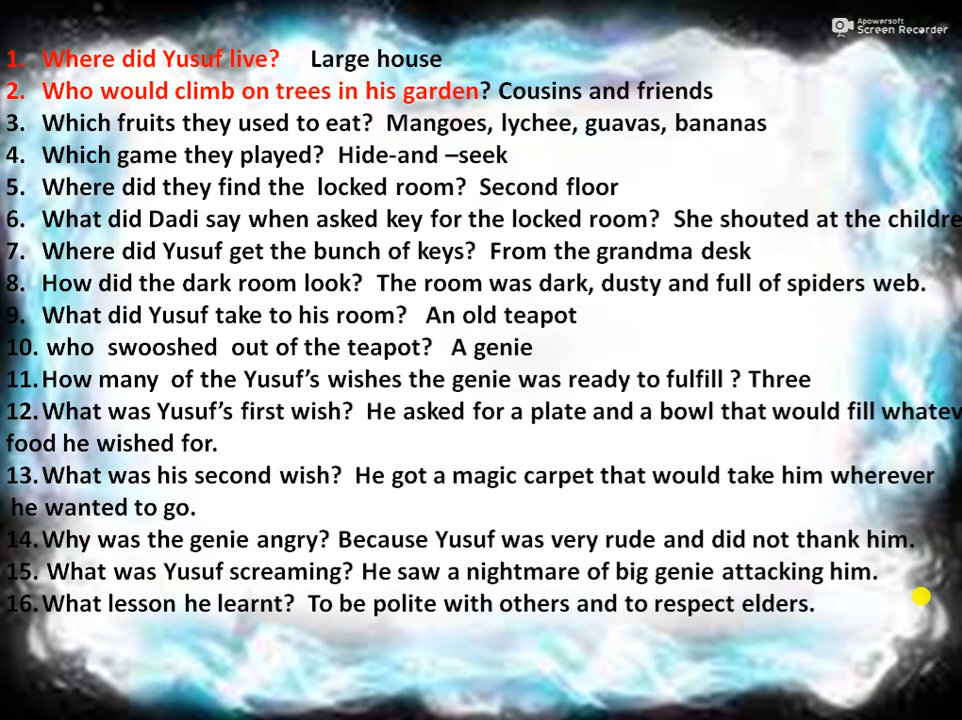 Apowersoft
Screen Recorder
1. Where did Yusuf live? Large house
2. Who would climb on trees in his garden? Cousins and friends
3. Which fruits they used to eat? Mangoes, lychee, guavas, bananas
4. Which game they played? Hide-and –seek
5. Where did they find the locked room? Second floor
6. What did Dadi say when asked key for the locked room? She shouted at the childre
7. Where did Yusuf get the bunch of keys? From the grandma desk
8. How did the dark room look? The room was dark, dusty and full of spiders web.
9. What did Yusuf take to his room? An old teapot
10. who swooshed out of the teapot? A genie
11. How many of the Yusuf’s wishes the genie was ready to fulfill ? Three
12. What was Yusuf’s first wish? He asked for a plate and a bowl that would fill whatev
food he wished for.
13. What was his second wish? He got a magic carpet that would take him wherever
he wanted to go.
14. Why was the genie angry? Because Yusuf was very rude and did not thank him.
15. What was Yusuf screaming? He saw a nightmare of big genie attacking him.
16. What lesson he learnt? To be polite with others and to respect elders.